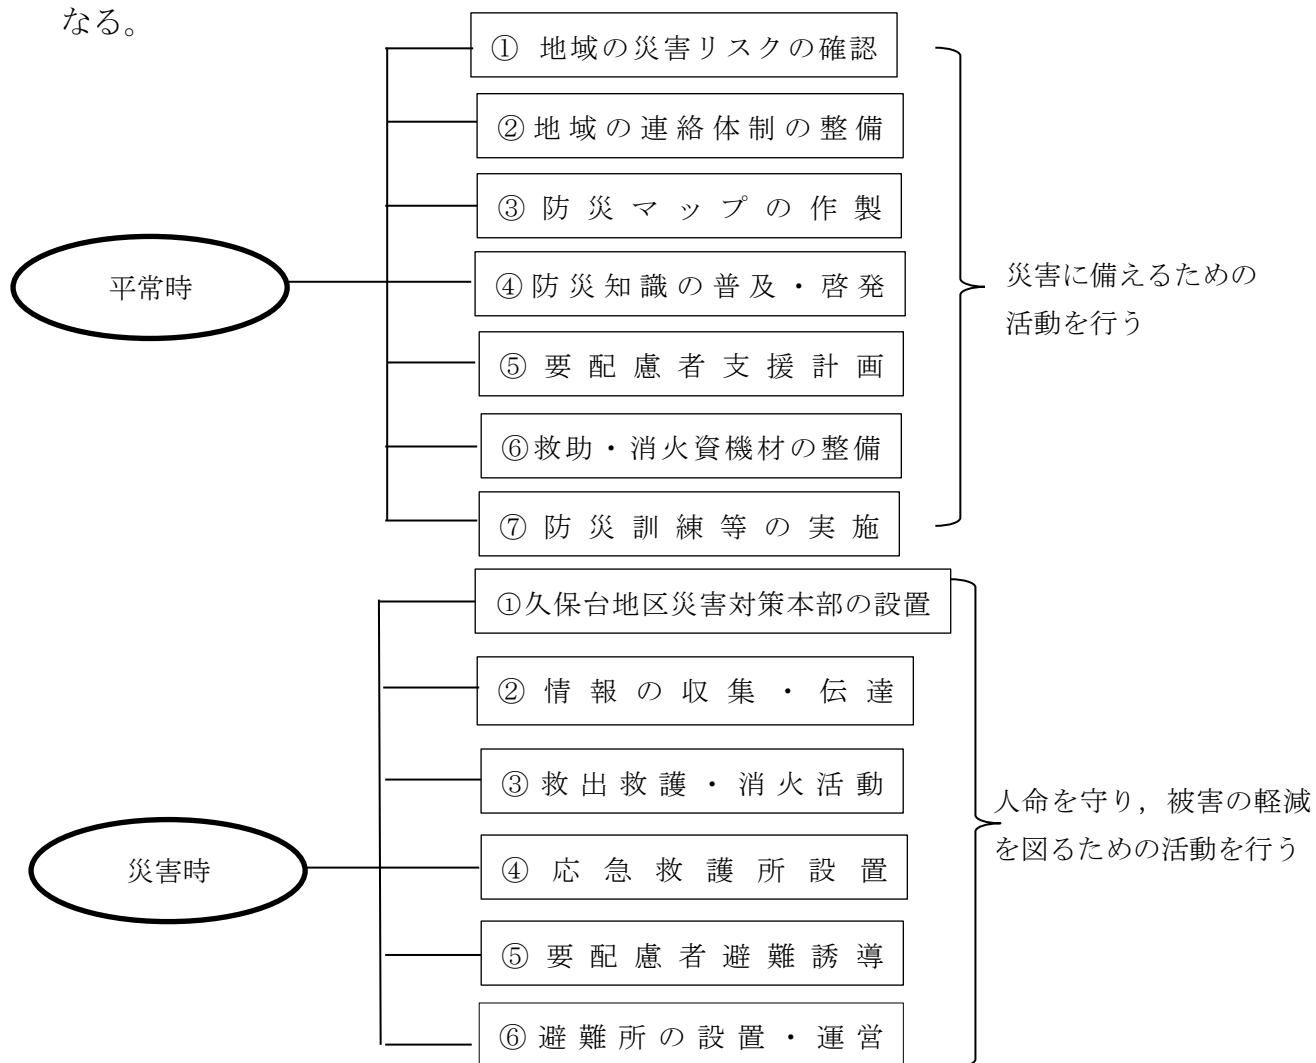 なる。
① 地域の災害リスクの確認
②地域の連絡体制の整備
③防災マップの作製
平常時
④防災知識の普及・啓発
災害に備えるための
活動を行う
⑤要配慮者支援計画
⑥救助・消火資機材の整備
⑦防災訓練等の実施
①久保台地区災害対策本部の設置
②情報の収集・伝達
③救出救護・消火活動
人命を守り，被害の軽減
を図るための活動を行う
災害時
④応急救護所設置
⑤要配慮者避難誘導
⑥避難所の設置・運営